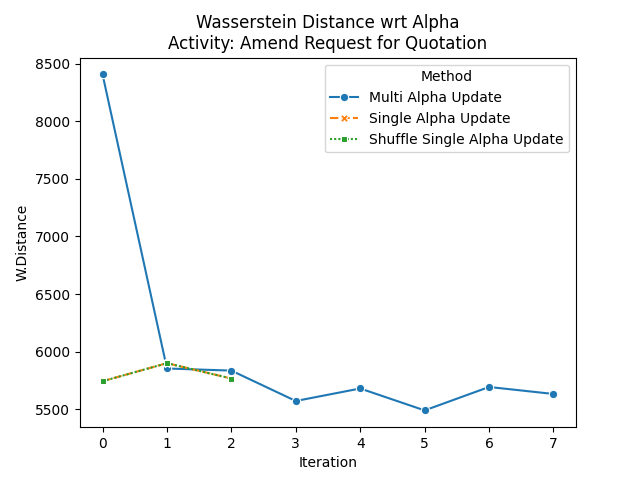 Wasserstein Distance wrt Alpha
Activity: Amend Request for Quotation
Method
Multi Alpha Update
Single Alpha Update
Shuffle Single Alpha Update
W.Distance
8500
8000
7500
7000
6500
6000
5500
0 1 2 3 4 5 6 7
Iteration